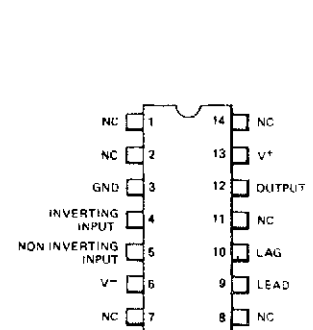 NC 1 14 NC
NC 2 13 V+
GND 3 12 OUTPUT
INVERTING
INPUT 4 11 NC
NON INVERTING
INPUT 5 10 LAG
V− 6 9 LEAD
NC 7 8 NC